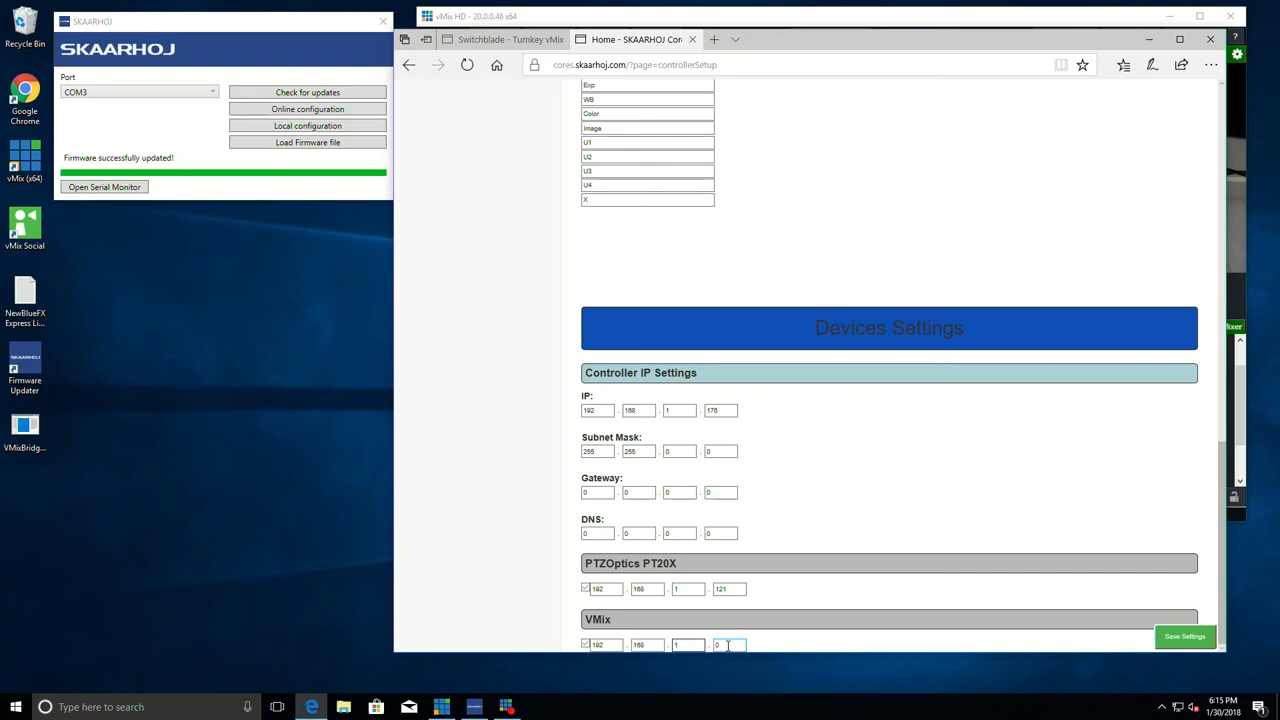 SKAARHOJ
vMix HD - 20.0.0.46 x64
Recycle Bin
Google Chrome
vMix (x64)
vMix Social
NewBlueFX Express Li...
Firmware Updater
VMixBridg...
SKAARHOJ
Port
COM3
Check for updates
Online configuration
Local configuration
Load Firmware file
Firmware successfully updated!
Open Serial Monitor
Switchblade - Turnkey vMix
Home - SKAARHOJ Cor
cores.skaarhoj.com/?page=controllerSetup
Exp
WB
Color
Image
U1
U2
U3
U4
X
Devices Settings
Controller IP Settings
IP:
192 . 168 . 1 . 176
Subnet Mask:
255 . 255 . 0 . 0
Gateway:
0 . 0 . 0 . 0
DNS:
0 . 0 . 0 . 0
PTZOptics PT20X
192 . 168 . 1 . 121
VMix
192 . 168 . 1 . 0
Save Settings
ixer
Type here to search
6:15 PM
1/30/2018
1